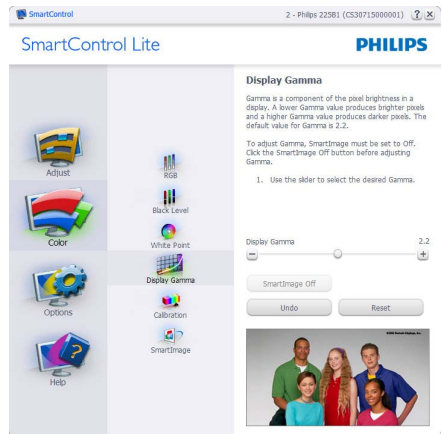 SmartControl
2 - Philips 225B1 (CS30715000001)
SmartControl Lite
PHILIPS
Adjust
Color
Options
Help
RGB
Black Level
White Point
Display Gamma
Calibration
SmartImage
Display Gamma
Gamma is a component of the pixel brightness in a
display. A lower Gamma value produces brighter pixels
and a higher Gamma value produces darker pixels. The
default value for Gamma is 2.2.
To adjust Gamma, SmartImage must be set to Off.
Click the SmartImage Off button before adjusting
Gamma.
1. Use the slider to select the desired Gamma.
Display Gamma
2.2
SmartImage Off
Undo
Reset